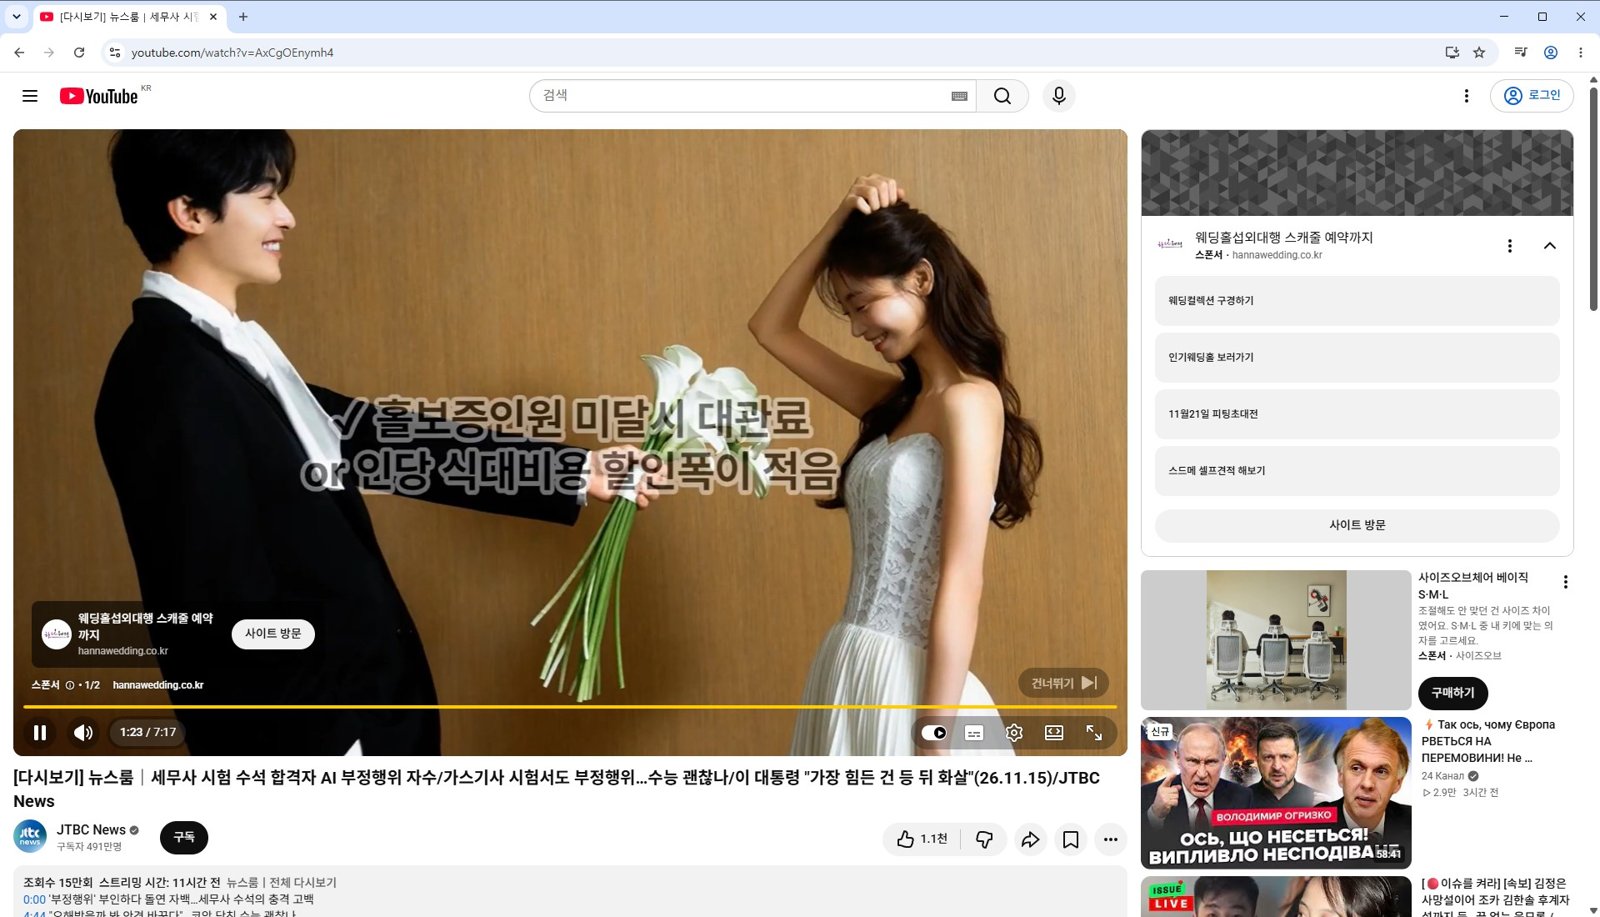 [다시보기] 뉴스룸 | 세무사 시험
youtube.com/watch?v=AxCgOEnymh4
YouTube KR
검색
로그인
✓ 홀보증인원 미달시 대관료
or 인당 식대비용 할인폭이 적음
웨딩홀섭외대행 스캐줄 예약
까지
hannawedding.co.kr
사이트 방문
스폰서 · 1/2 hannawedding.co.kr
건너뛰기
1:23 / 7:17
[다시보기] 뉴스룸｜세무사 시험 수석 합격자 AI 부정행위 자수/가스기사 시험서도 부정행위…수능 괜찮나/이 대통령 "가장 힘든 건 등 뒤 화살"(26.11.15)/JTBC
News
jtbc
news
JTBC News
구독자 491만명
구독
1.1천
조회수 15만회 스트리밍 시간: 11시간 전 뉴스룸 | 전체 다시보기
0:00 '부정행위' 부인하다 돌연 자백…세무사 수석의 충격 고백
웨딩홀섭외대행 스캐줄 예약까지
스폰서 · hannawedding.co.kr
웨딩컬렉션 구경하기
인기웨딩홀 보러가기
11월21일 피팅초대전
스드메 셀프견적 해보기
사이트 방문
사이즈오브체어 베이직
S·M·L
조절해도 안 맞던 건 사이즈 차이
였어요. S·M·L 중 내 키에 맞는 의
자를 고르세요.
스폰서 · 사이즈오브
구매하기
신규
ВОЛОДИМИР ОГРИЗКО
ОСЬ, ЩО НЕСЕТЬСЯ!
ВИПЛИВЛО НЕСПОДІВАНЕ
58:41
⚡ Так ось, чому Європа
РВЕТЬСЯ НА
ПЕРЕМОВИНИ! Не ...
24 Канал
2.9만 3시간 전
ISSUE
LIVE
[🔴이슈를 켜라] [속보] 김정은
사망설이어 조카 김한솔 후계자